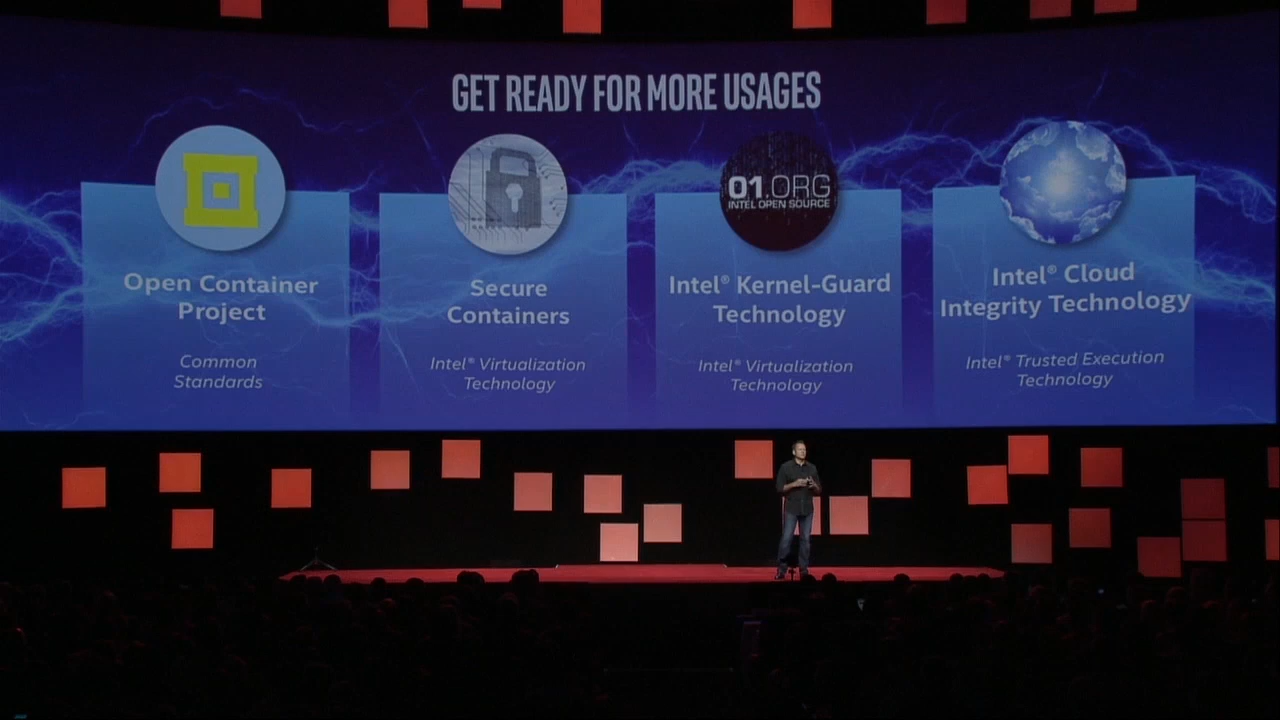 GET READY FOR MORE USAGES
Open Container
Project
Common
Standards
Secure
Containers
Intel® Virtualization
Technology
01.ORG
INTEL OPEN SOURCE
Intel® Kernel-Guard
Technology
Intel® Virtualization
Technology
Intel® Cloud
Integrity Technology
Intel® Trusted Execution
Technology